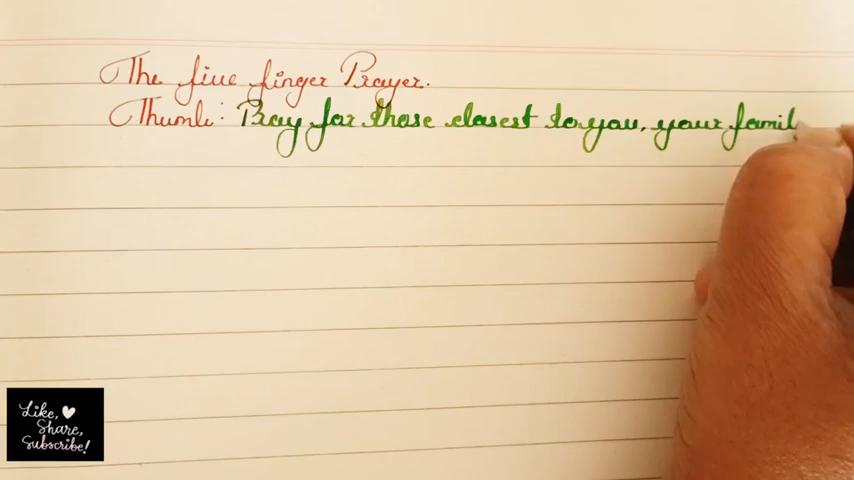 The five finger Prayer.
Thumb: Pray for those closest to you, your famil
Like,
Share,
Subscribe!